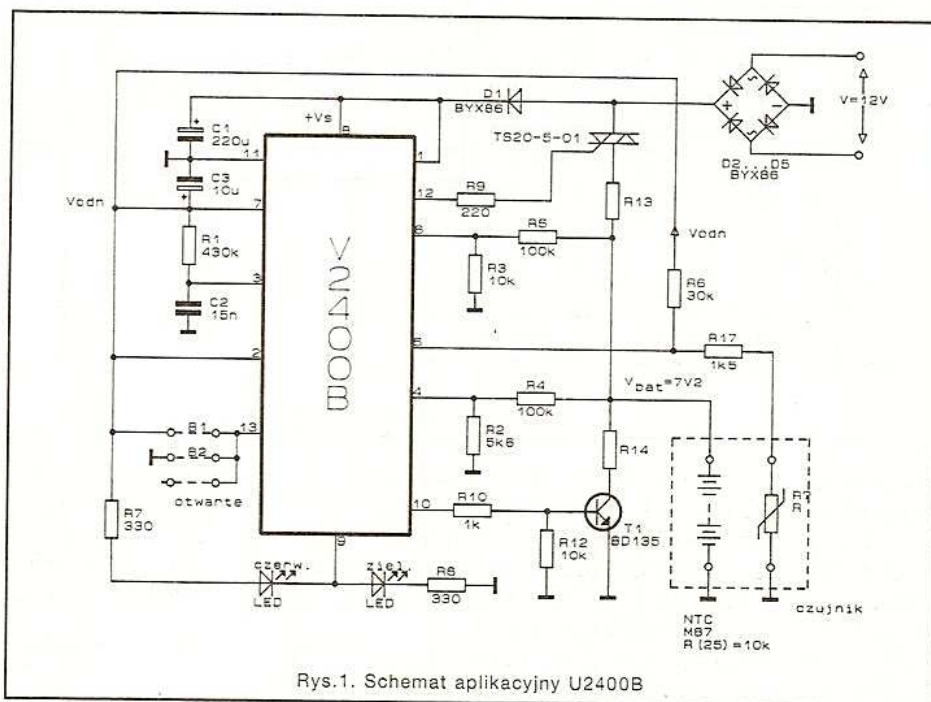 D1
BYX86
V=12V
+Vs
C1
220u
8
11
1
TS20-5-01
D2...D5
BYX86
C3
10u
12
R9
220
R13
Vodn
7
6
R5
100k
Vodn
R1
430k
R3
10k
R6
30k
3
V2400B
C2
15n
5
R17
1k5
2
4
R4
100k
Vbat=7V2
B1
13
R2
5k6
R14
B2
otwarte
10
R10
1k
T1
BD135
R7
330
R12
10k
9
czerw.
LED
ziel.
LED
330
czujnik
NTC
M87
R(25)=10k
Rys.1. Schemat aplikacyjny U2400B